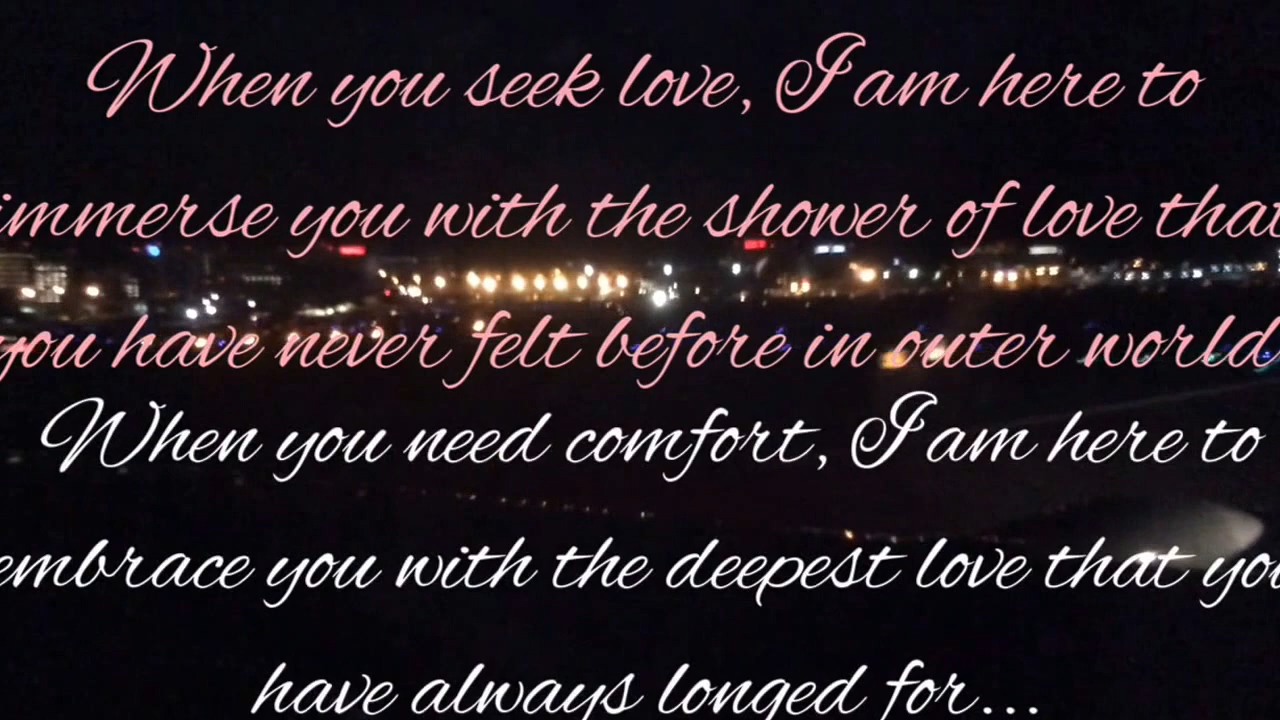 When you seek love, I am here to
immerse you with the shower of love that
you have never felt before in outer world
When you need comfort, I am here to
embrace you with the deepest love that you
have always longed for...